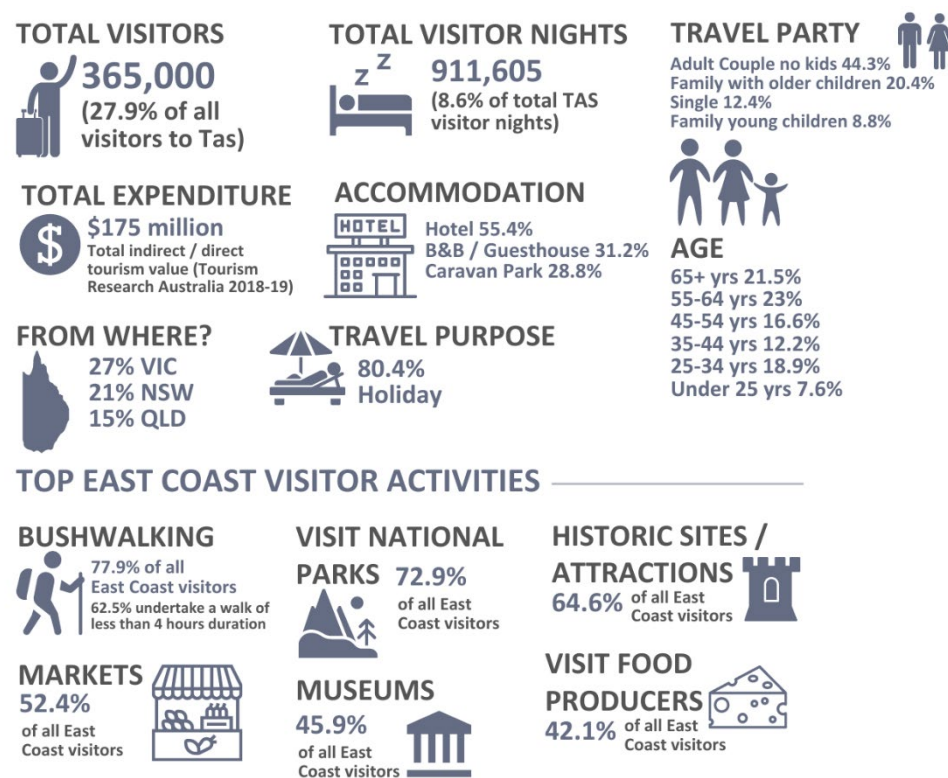 TOTAL VISITORS
365,000
(27.9% of all
visitors to Tas)
TOTAL VISITOR NIGHTS
z z
911,605
(8.6% of total TAS
visitor nights)
TRAVEL PARTY
Adult Couple no kids 44.3%
Family with older children 20.4%
Single 12.4%
Family young children 8.8%
TOTAL EXPENDITURE
$
$175 million
Total indirect / direct
tourism value (Tourism
Research Australia 2018-19)
ACCOMMODATION
HOTEL
Hotel 55.4%
B&B / Guesthouse 31.2%
Caravan Park 28.8%
AGE
65+ yrs 21.5%
55-64 yrs 23%
45-54 yrs 16.6%
35-44 yrs 12.2%
25-34 yrs 18.9%
Under 25 yrs 7.6%
FROM WHERE?
27% VIC
21% NSW
15% QLD
TRAVEL PURPOSE
80.4%
Holiday
TOP EAST COAST VISITOR ACTIVITIES
BUSHWALKING
77.9% of all
East Coast visitors
62.5% undertake a walk of
less than 4 hours duration
VISIT NATIONAL
PARKS 72.9%
of all East
Coast visitors
HISTORIC SITES /
ATTRACTIONS
64.6% of all East
Coast visitors
MARKETS
52.4%
of all East
Coast visitors
MUSEUMS
45.9%
of all East
Coast visitors
VISIT FOOD
PRODUCERS
42.1% of all East
Coast visitors